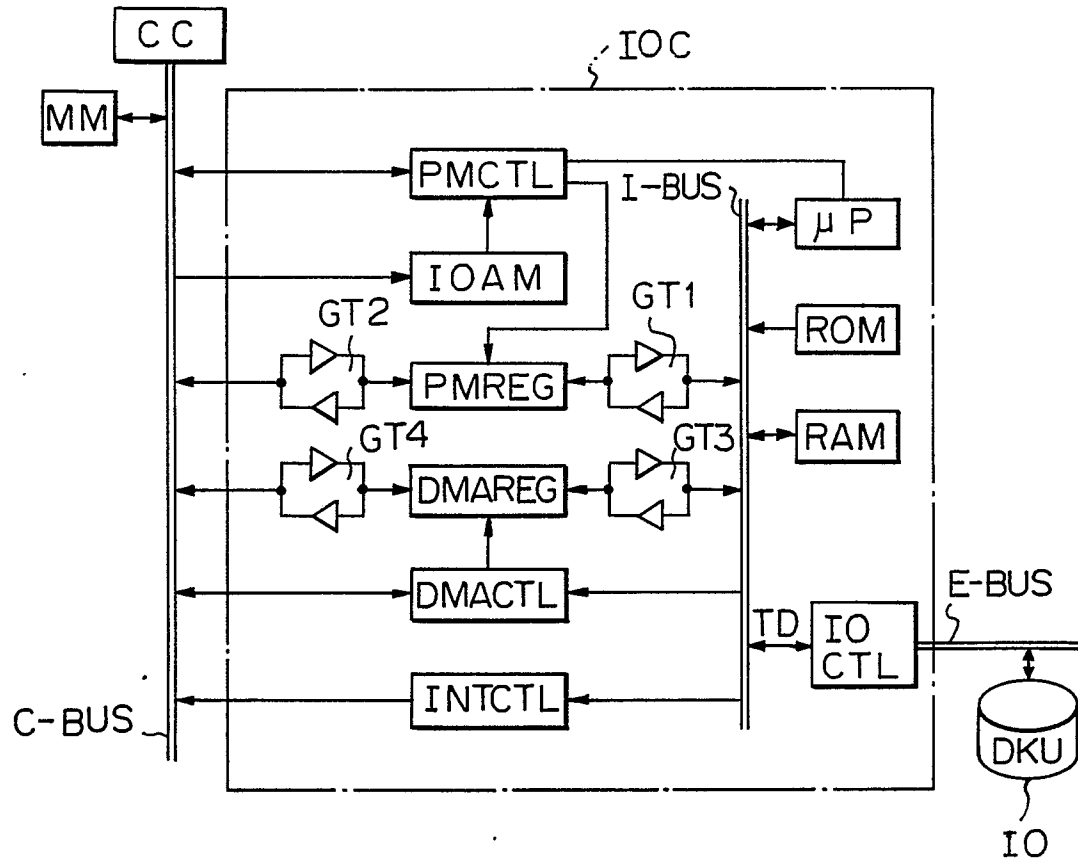 CC
IOC
MM
PMCTL
I-BUS
μP
IOAM
GT2
GT1
ROM
PMREG
GT4
GT3
RAM
DMAREG
DMACTL
E-BUS
TD
IO
CTL
INTCTL
C-BUS
DKU
IO